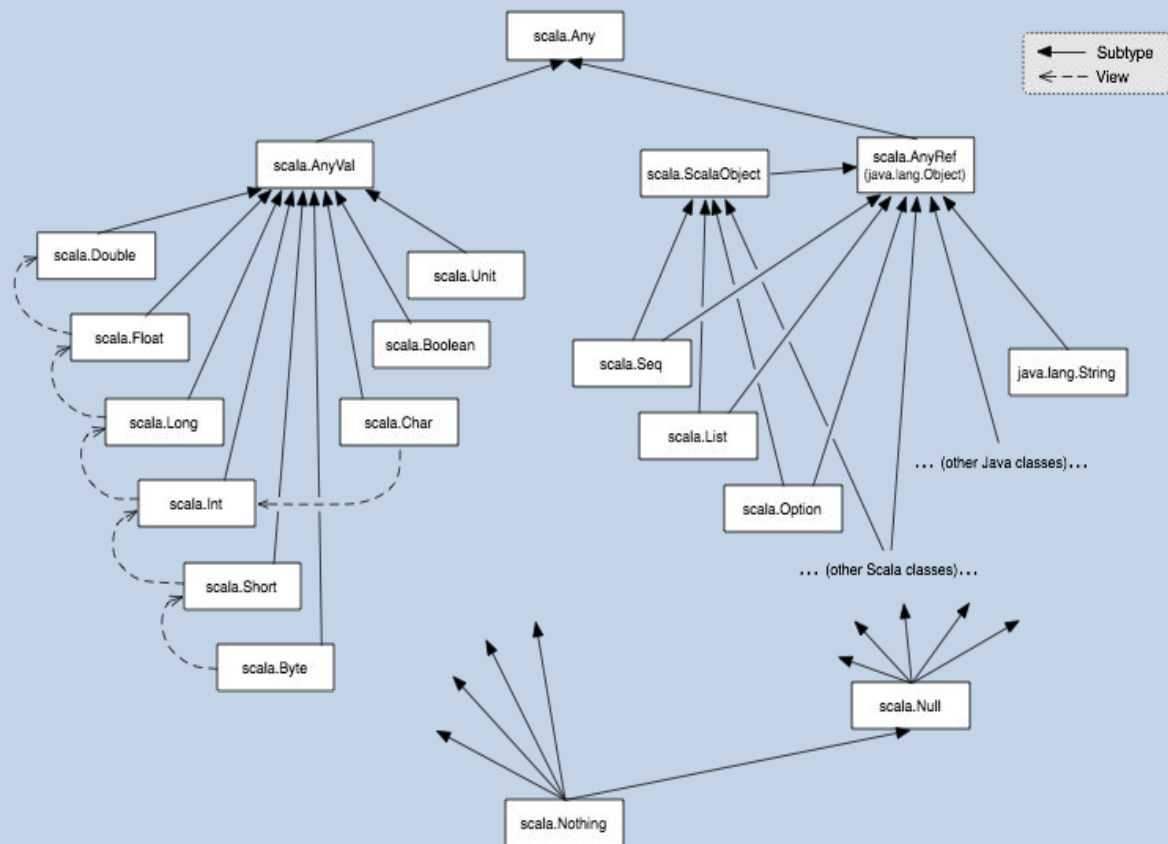 scala.Any
Subtype
View
scala.AnyVal
scala.ScalaObject
scala.AnyRef
(java.lang.Object)
scala.Double
scala.Unit
scala.Float
scala.Boolean
scala.Seq
java.lang.String
scala.Long
scala.Char
scala.List
... (other Java classes)...
scala.Int
scala.Option
... (other Scala classes)...
scala.Short
scala.Byte
scala.Null
scala.Nothing